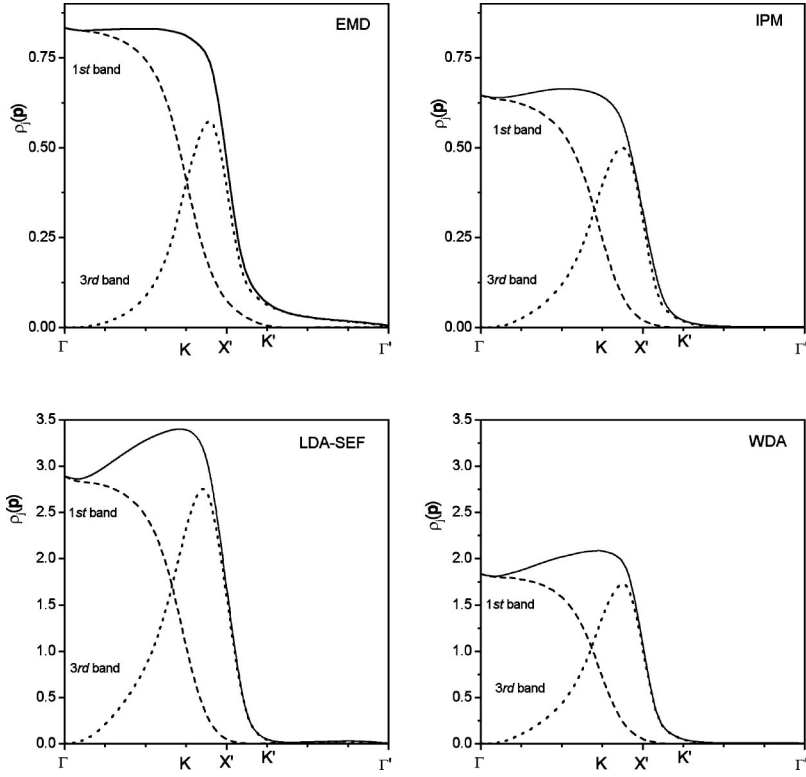 EMD
ρj(p)
0.75
0.50
0.25
0.00
1st band
3rd band
Γ K X' K' Γ'
IPM
ρj(p)
0.75
0.50
0.25
0.00
1st band
3rd band
Γ K X' K' Γ'
LDA-SEF
ρj(p)
3.5
3.0
2.5
2.0
1.5
1.0
0.5
0.0
1st band
3rd band
Γ K X' K' Γ'
WDA
ρj(p)
3.5
3.0
2.5
2.0
1.5
1.0
0.5
0.0
1st band
3rd band
Γ K X' K' Γ'